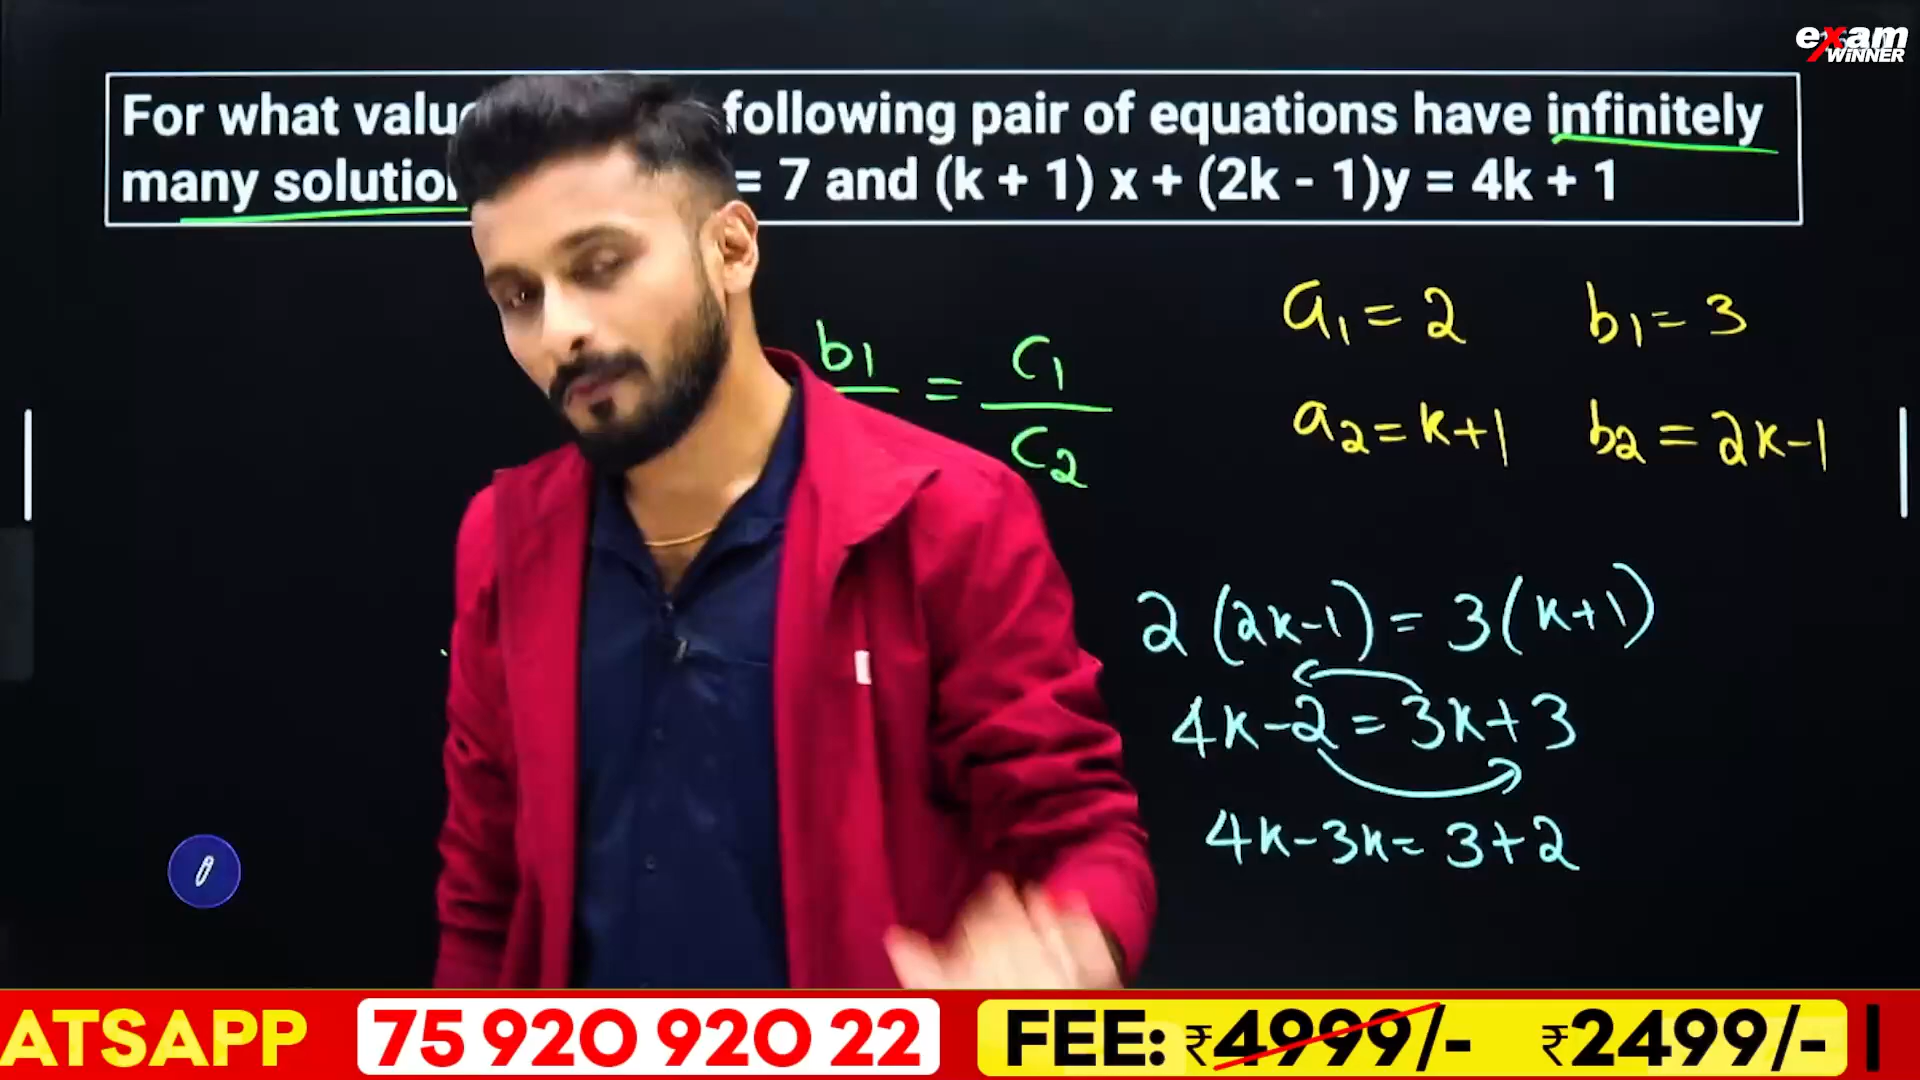 exam
WINNER
For what following pair of equations have infinitely
many = 7 and (k + 1) x + (2k - 1)y = 4k + 1
a1 = 2 b1 = 3
b1 = c1
c2
a2 = k+1 b2 = 2k-1
2(2k-1) = 3(k+1)
4k-2 = 3k+3
4k-3k = 3+2
ATSAPP 75 920 920 22 FEE: ₹4999/- ₹2499/-